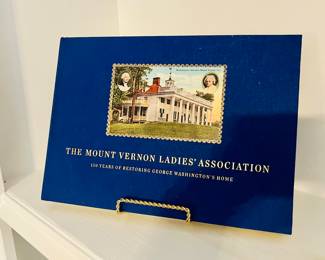 THE MOUNT VERNON LADIES' ASSOCIATION
150 YEARS OF RESTORING GEORGE WASHINGTON'S HOME